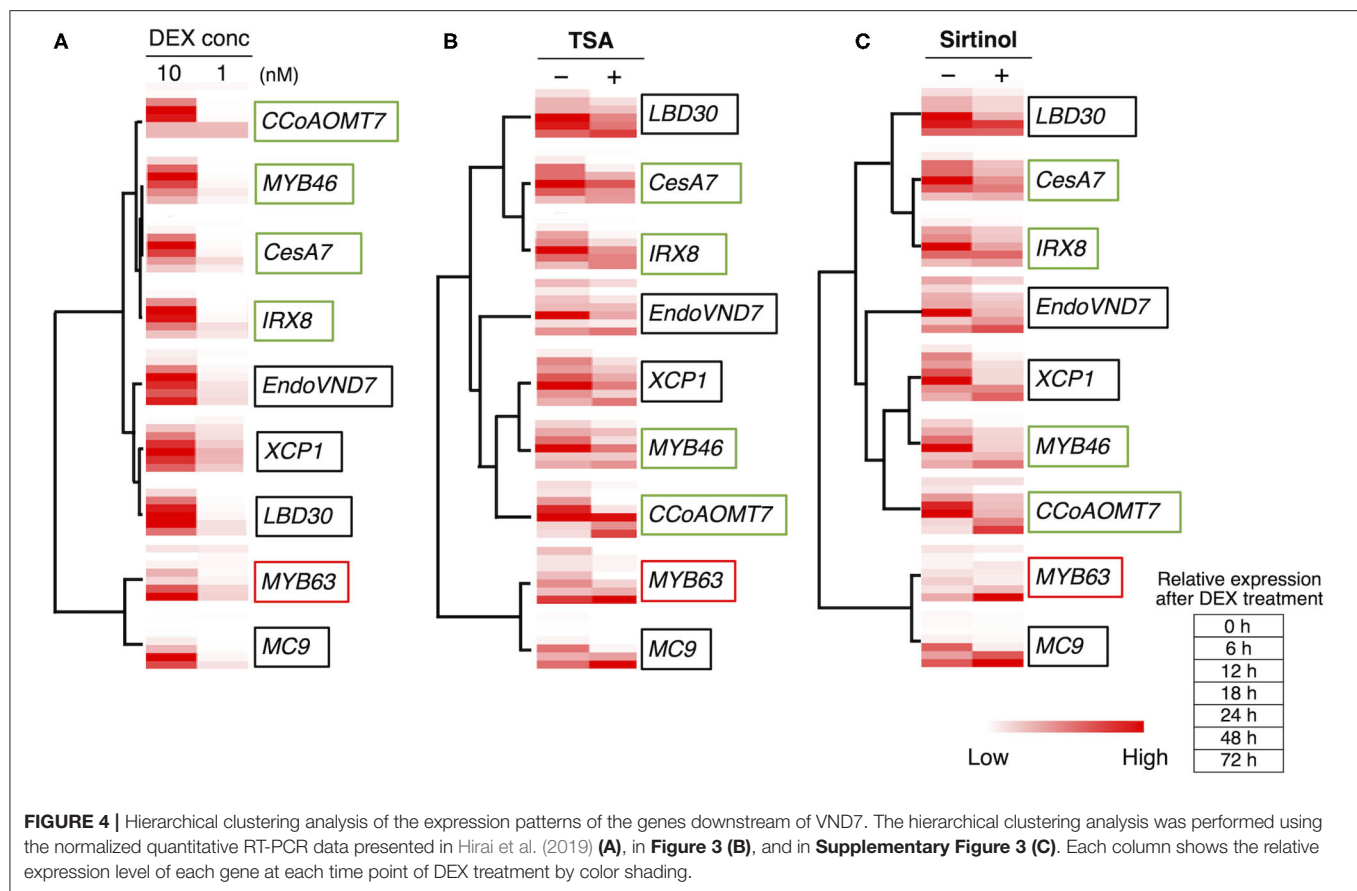 A
DEX conc
10 1 (nM)
CCoAOMT7
MYB46
CesA7
IRX8
EndoVND7
XCP1
LBD30
MYB63
MC9
B
TSA
− +
LBD30
CesA7
IRX8
EndoVND7
XCP1
MYB46
CCoAOMT7
MYB63
MC9
C
Sirtinol
− +
LBD30
CesA7
IRX8
EndoVND7
XCP1
MYB46
CCoAOMT7
MYB63
MC9
Low High
Relative expression
after DEX treatment
0 h
6 h
12 h
18 h
24 h
48 h
72 h
FIGURE 4 | Hierarchical clustering analysis of the expression patterns of the genes downstream of VND7. The hierarchical clustering analysis was performed using
the normalized quantitative RT-PCR data presented in Hirai et al. (2019) (A), in Figure 3 (B), and in Supplementary Figure 3 (C). Each column shows the relative
expression level of each gene at each time point of DEX treatment by color shading.